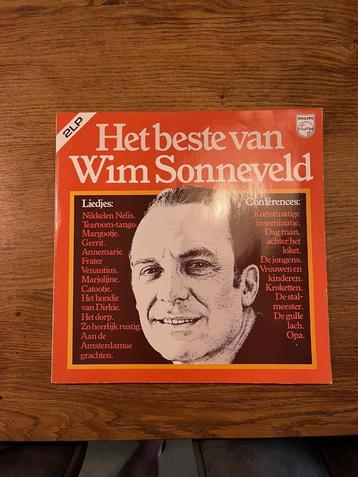 2LP
PHILIPS
Het beste van
Wim Sonneveld
Liedjes:
Nikkelen Nelis.
Tearoom-tango.
Margootje.
Gerrit.
Annemarie.
Frater
Venantius.
Marjolijne.
Catootje.
Het hondje
van Dirkie.
Het dorp.
Zo heerlijk rustig.
Aan de
Amsterdamse
grachten.
Conférences:
Kunstmatige
inseminatie.
Dag man,
achter het
loket.
De jongens.
Vrouwen en
kinderen.
Kroketten.
De stal-
meester.
De gulle
lach.
Opa.